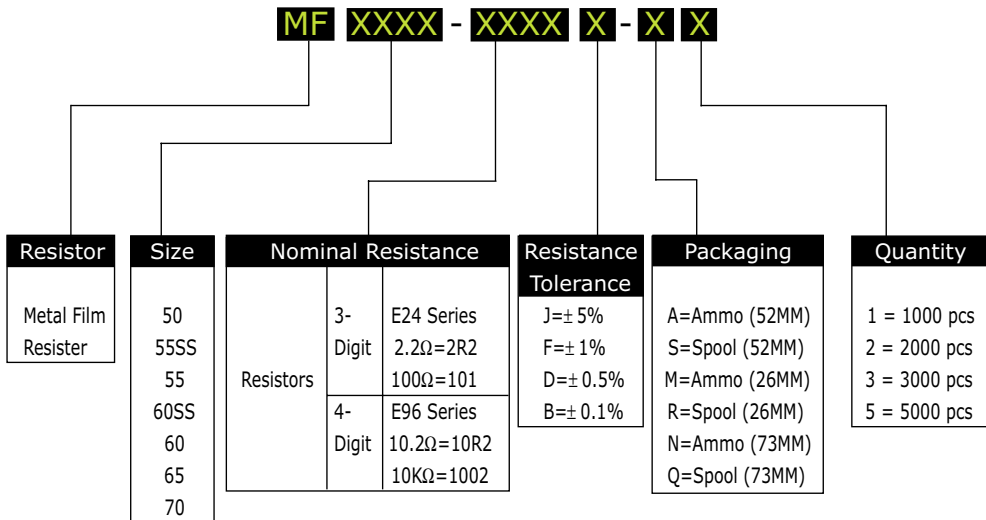 MF XXXX - XXXX X - X X
Resistor
Metal Film
Resister
Size
50
55SS
55
60SS
60
65
70
Nominal Resistance
Resistors
3-
Digit
E24 Series
2.2Ω=2R2
100Ω=101
4-
Digit
E96 Series
10.2Ω=10R2
10KΩ=1002
Resistance
Tolerance
J=± 5%
F=± 1%
D=± 0.5%
B=± 0.1%
Packaging
A=Ammo (52MM)
S=Spool (52MM)
M=Ammo (26MM)
R=Spool (26MM)
N=Ammo (73MM)
Q=Spool (73MM)
Quantity
1 = 1000 pcs
2 = 2000 pcs
3 = 3000 pcs
5 = 5000 pcs